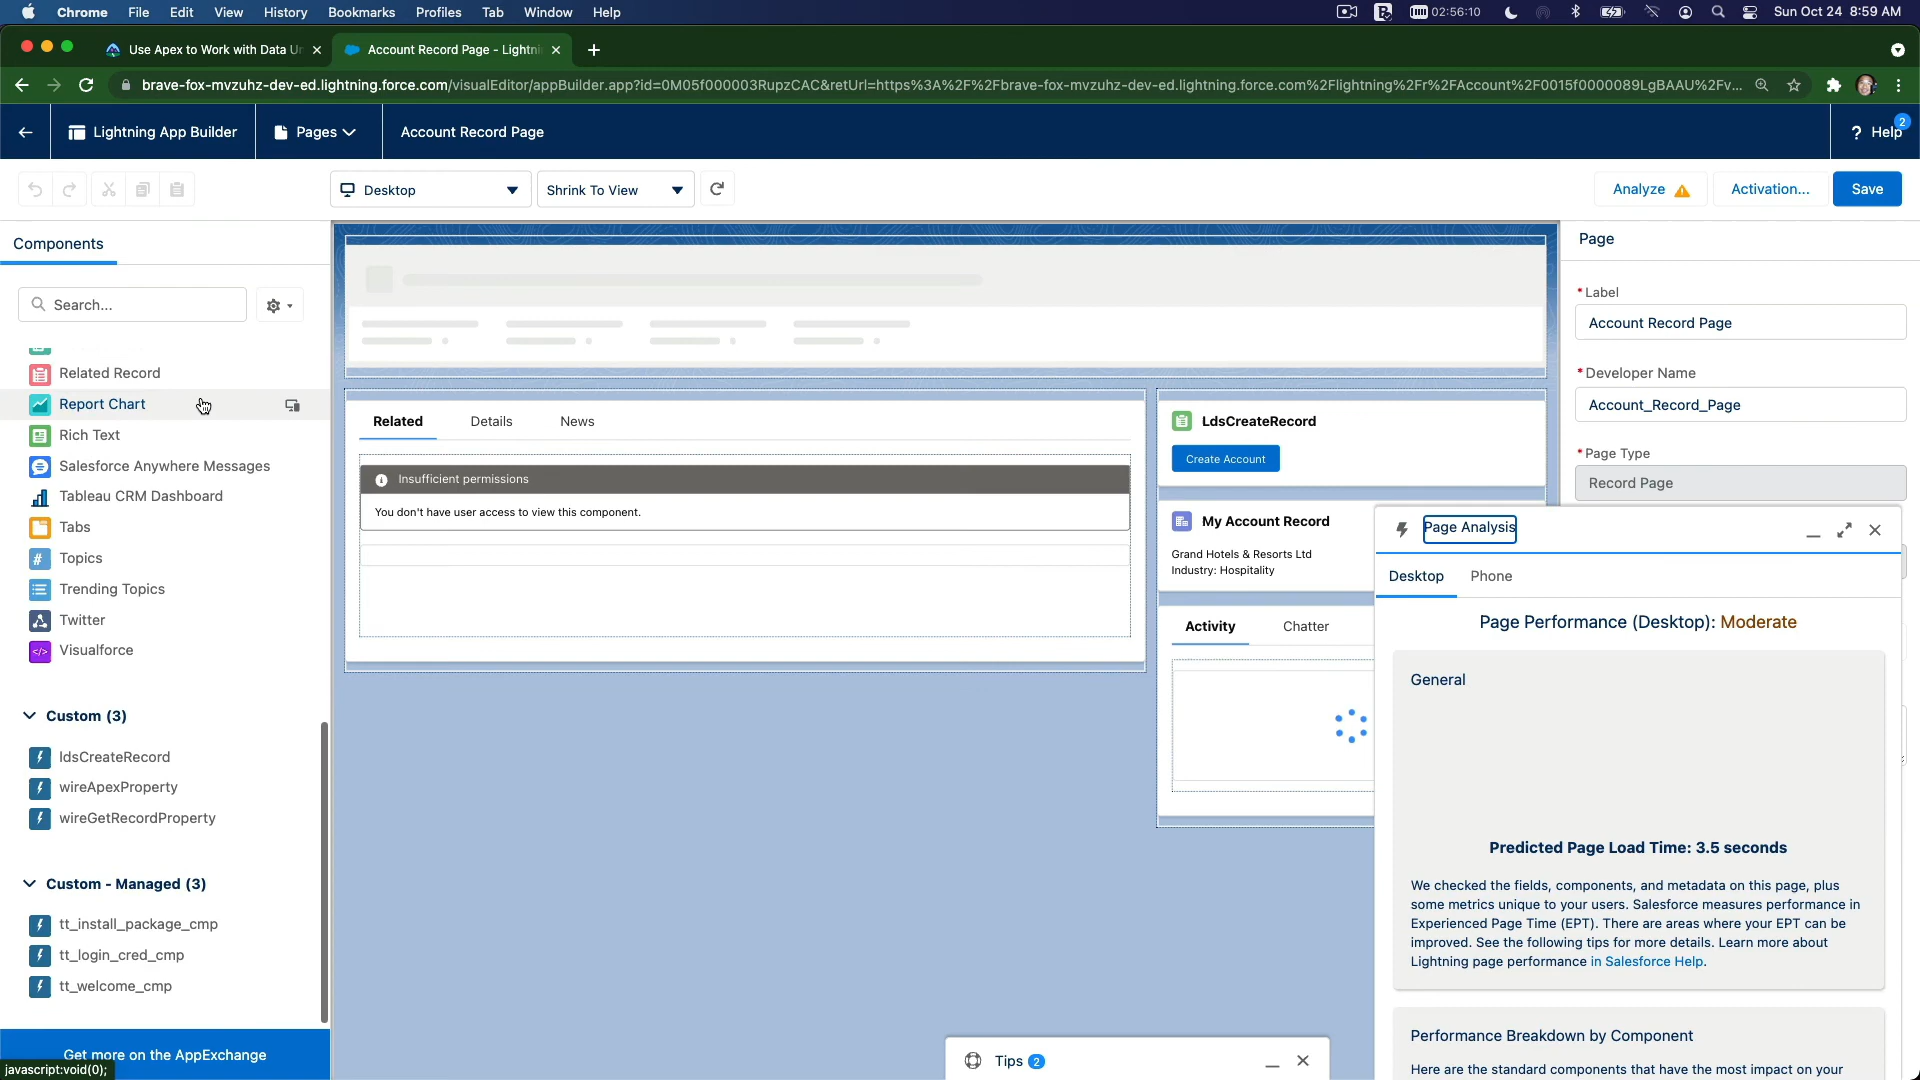 Chrome File Edit View History Bookmarks Profiles Tab Window Help 02:56:10 Sun Oct 24 8:59 AM
Use Apex to Work with Data Un Account Record Page - Lightni
brave-fox-mvzuhz-dev-ed.lightning.force.com/visualEditor/appBuilder.app?id=0M05f000003RupzCAC&retUrl=https%3A%2F%2Fbrave-fox-mvzuhz-dev-ed.lightning.force.com%2Flightning%2Fr%2FAccount%2F0015f0000089LgBAAU%2Fv...
Lightning App Builder Pages Account Record Page ? Help 2
Desktop Shrink To View Analyze Activation... Save
Components
Search...
Related Record
Report Chart
Rich Text
Salesforce Anywhere Messages
Tableau CRM Dashboard
Tabs
Topics
Trending Topics
Twitter
Visualforce
Custom (3)
ldsCreateRecord
wireApexProperty
wireGetRecordProperty
Custom - Managed (3)
tt_install_package_cmp
tt_login_cred_cmp
tt_welcome_cmp
Get more on the AppExchange
javascript:void(0);
Related Details News
Insufficient permissions
You don't have user access to view this component.
LdsCreateRecord
Create Account
My Account Record
Grand Hotels & Resorts Ltd
Industry: Hospitality
Activity Chatter
Tips 2
Page
*Label
Account Record Page
*Developer Name
Account_Record_Page
*Page Type
Record Page
Page Analysis
Desktop Phone
Page Performance (Desktop): Moderate
General
Predicted Page Load Time: 3.5 seconds
We checked the fields, components, and metadata on this page, plus
some metrics unique to your users. Salesforce measures performance in
Experienced Page Time (EPT). There are areas where your EPT can be
improved. See the following tips for more details. Learn more about
Lightning page performance in Salesforce Help.
Performance Breakdown by Component
Here are the standard components that have the most impact on your